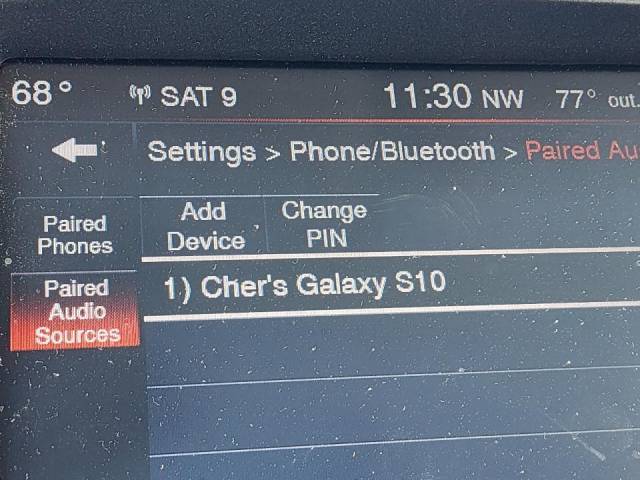 68° SAT 9 11:30 NW 77° out.
Settings > Phone/Bluetooth > Paired Au
Paired
Phones
Add
Device
Change
PIN
Paired
Audio
Sources
1) Cher's Galaxy S10